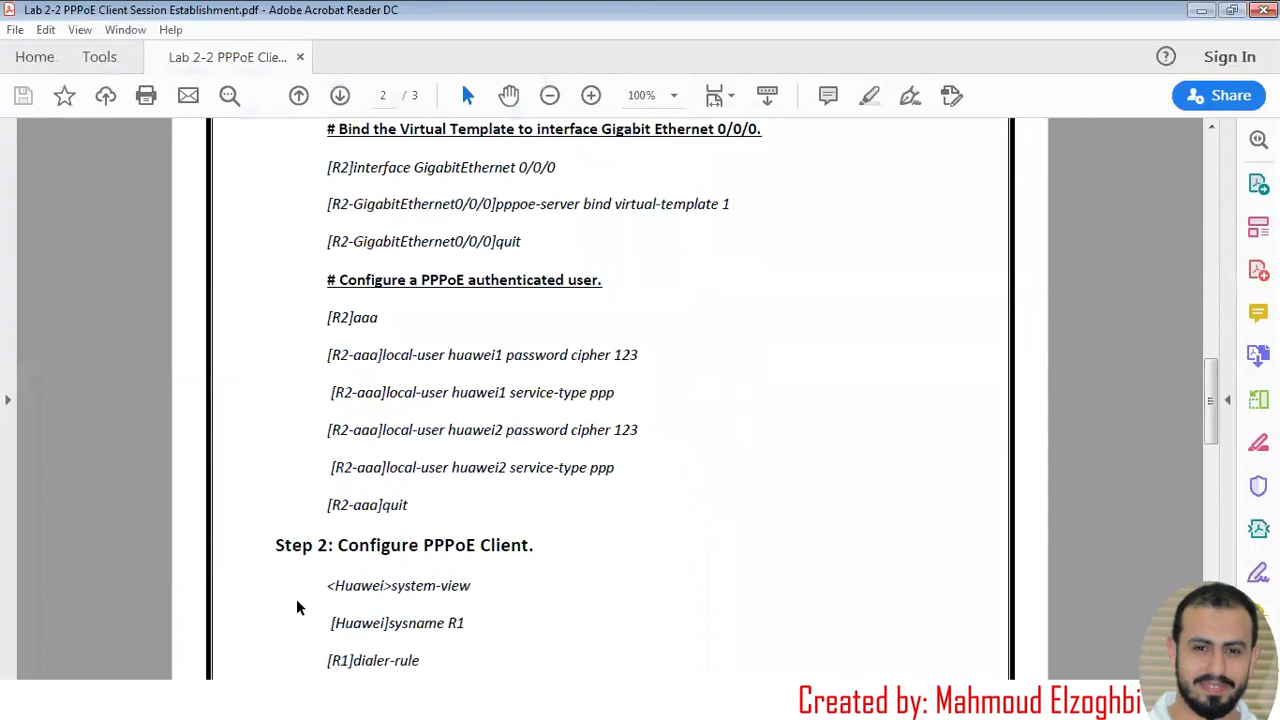 Lab 2-2 PPPoE Client Session Establishment.pdf - Adobe Acrobat Reader DC
File Edit View Window Help
Home Tools Lab 2-2 PPPoE Clie... × Sign In
2 / 3 100% Share
# Bind the Virtual Template to interface Gigabit Ethernet 0/0/0.
[R2]interface GigabitEthernet 0/0/0
[R2-GigabitEthernet0/0/0]pppoe-server bind virtual-template 1
[R2-GigabitEthernet0/0/0]quit
# Configure a PPPoE authenticated user.
[R2]aaa
[R2-aaa]local-user huawei1 password cipher 123
[R2-aaa]local-user huawei1 service-type ppp
[R2-aaa]local-user huawei2 password cipher 123
[R2-aaa]local-user huawei2 service-type ppp
[R2-aaa]quit
Step 2: Configure PPPoE Client.
<Huawei>system-view
[Huawei]sysname R1
[R1]dialer-rule
Created by: Mahmoud Elzoghbi